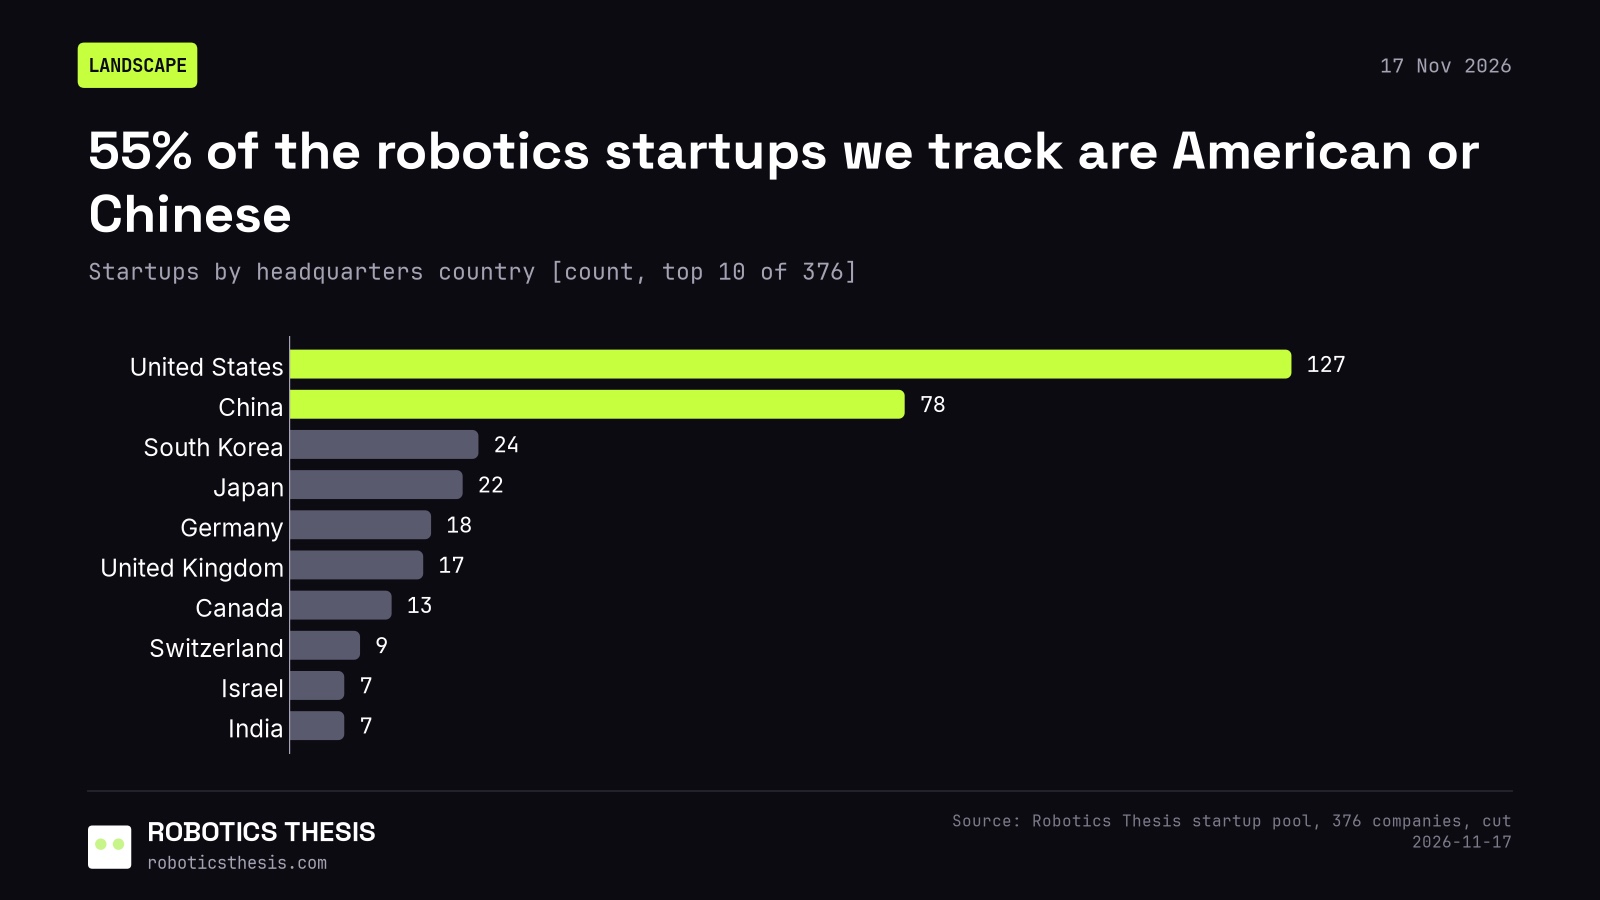 LANDSCAPE
17 Nov 2026
55% of the robotics startups we track are American or
Chinese
Startups by headquarters country [count, top 10 of 376]
United States 127
China 78
South Korea 24
Japan 22
Germany 18
United Kingdom 17
Canada 13
Switzerland 9
Israel 7
India 7
ROBOTICS THESIS
roboticsthesis.com
Source: Robotics Thesis startup pool, 376 companies, cut
2026-11-17